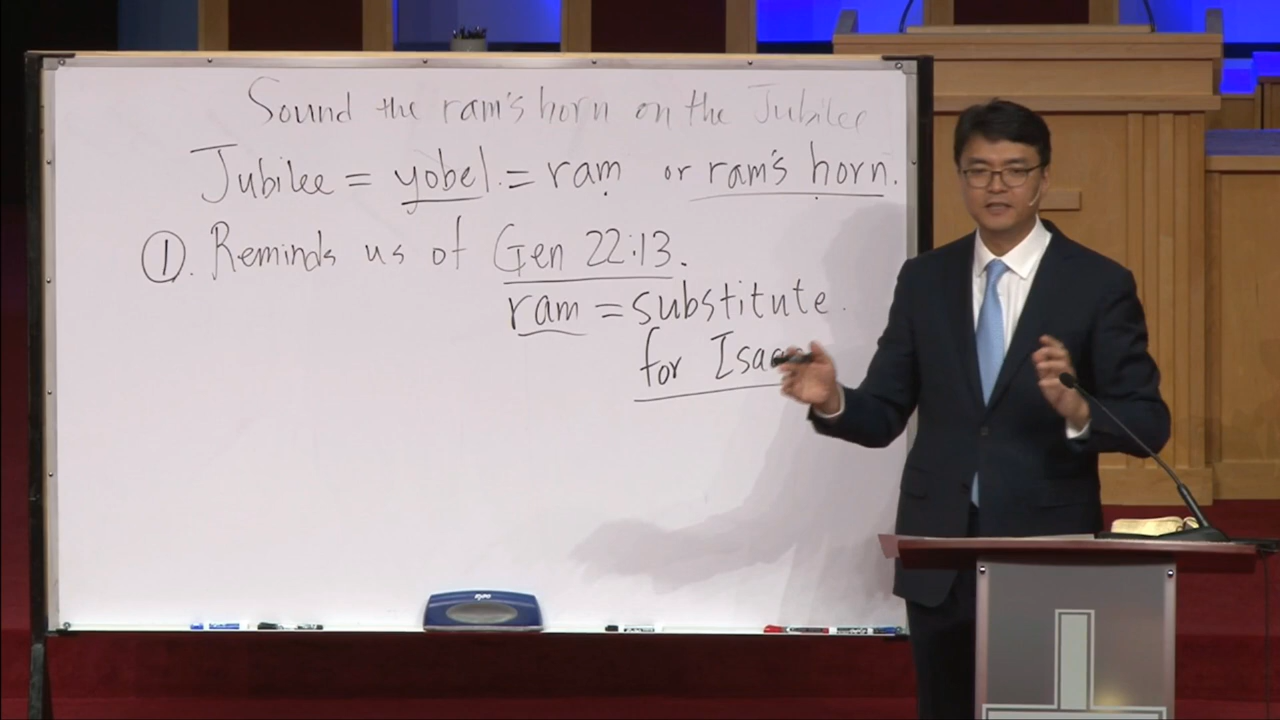 Sound the ram's horn on the Jubilee
Jubilee = yobel. = ram or ram's horn.
①. Reminds us of Gen 22:13.
ram = substitute.
for Isaac
EXPO